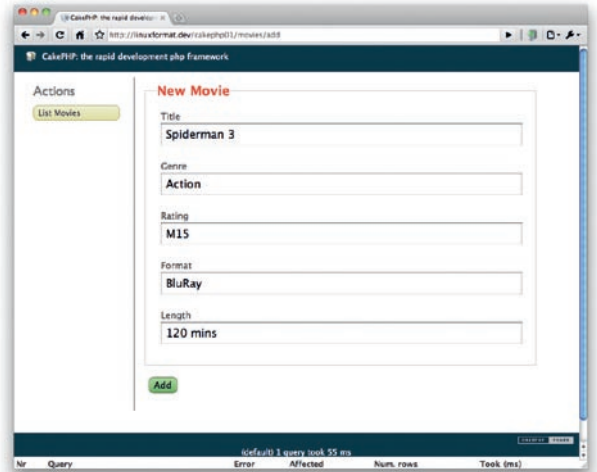 CakePHP: the rapid develop
http://linuxformat.dev/cakephp01/movies/add
CakePHP: the rapid development php framework
Actions
List Movies
New Movie
Title
Spiderman 3
Genre
Action
Rating
M15
Format
BluRay
Length
120 mins
Add
(default) 1 query took 55 ms
Nr Query Error Affected Num. rows Took (ms)